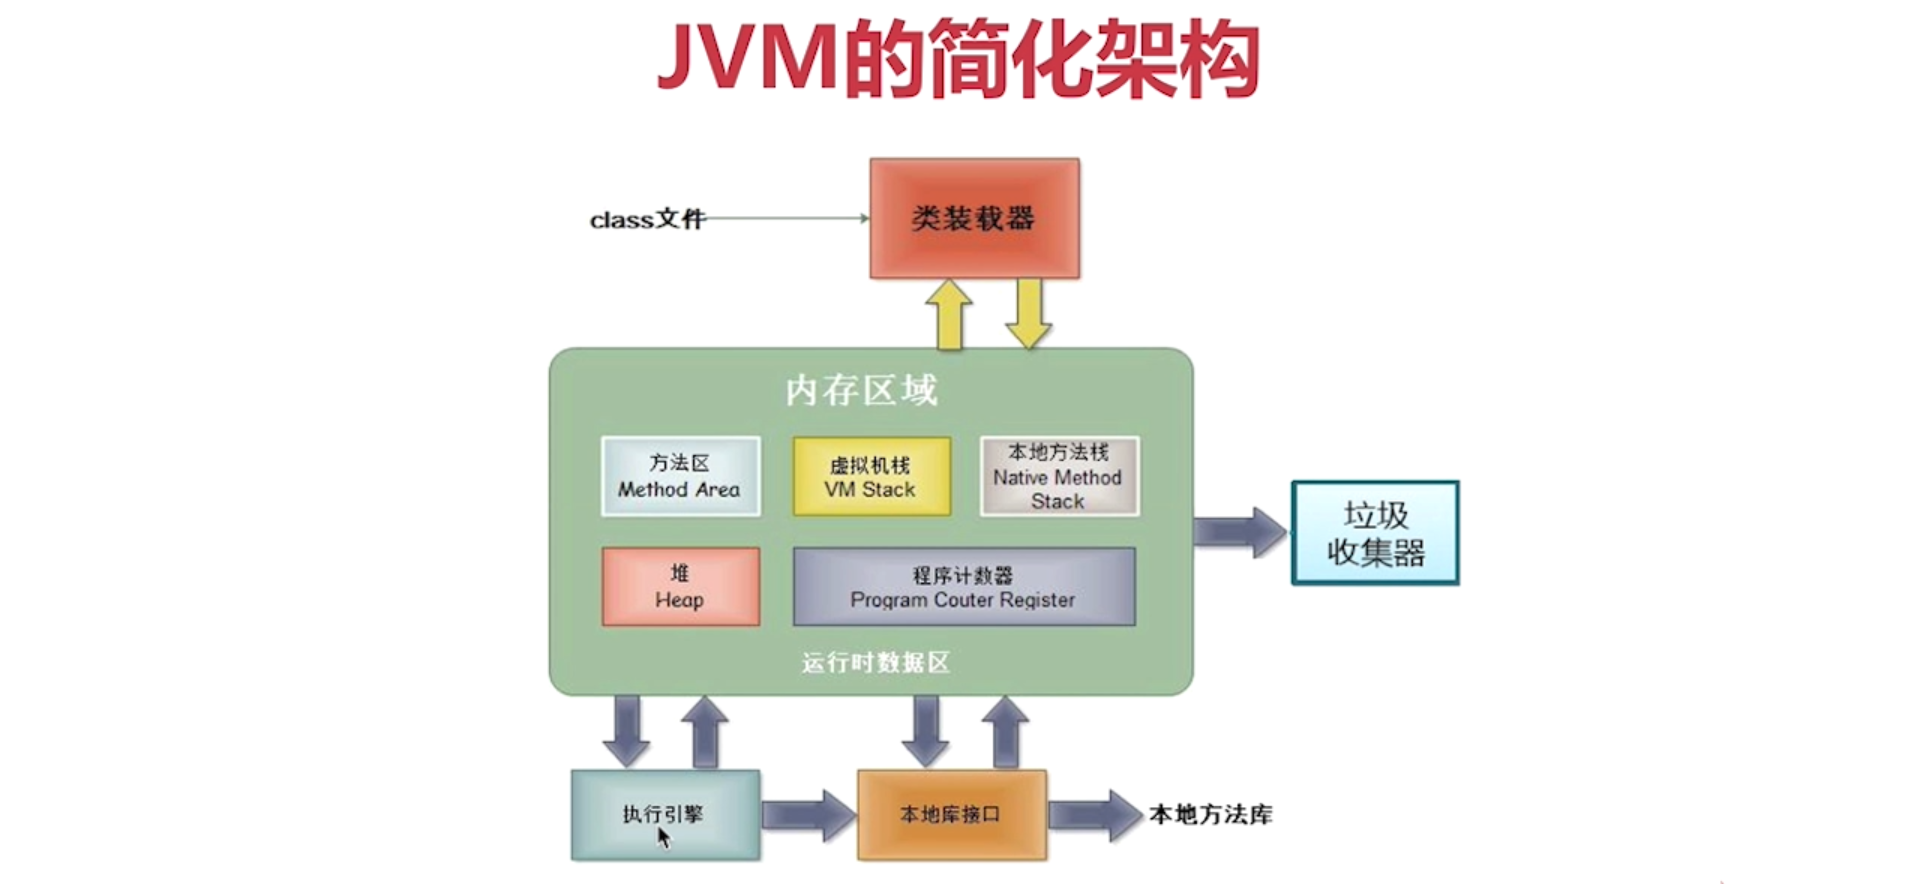 JVM的简化架构
class文件
类装载器
内存区域
方法区
Method Area
虚拟机栈
VM Stack
本地方法栈
Native Method
Stack
堆
Heap
程序计数器
Program Couter Register
运行时数据区
垃圾
收集器
执行引擎
本地库接口
本地方法库